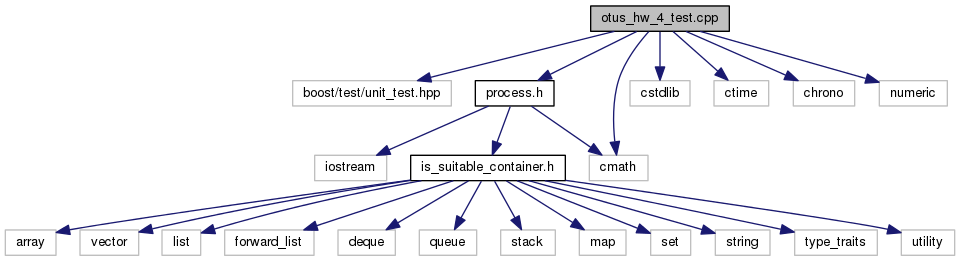 otus_hw_4_test.cpp
boost/test/unit_test.hpp
process.h
cstdlib
ctime
chrono
numeric
iostream
is_suitable_container.h
cmath
array
vector
list
forward_list
deque
queue
stack
map
set
string
type_traits
utility